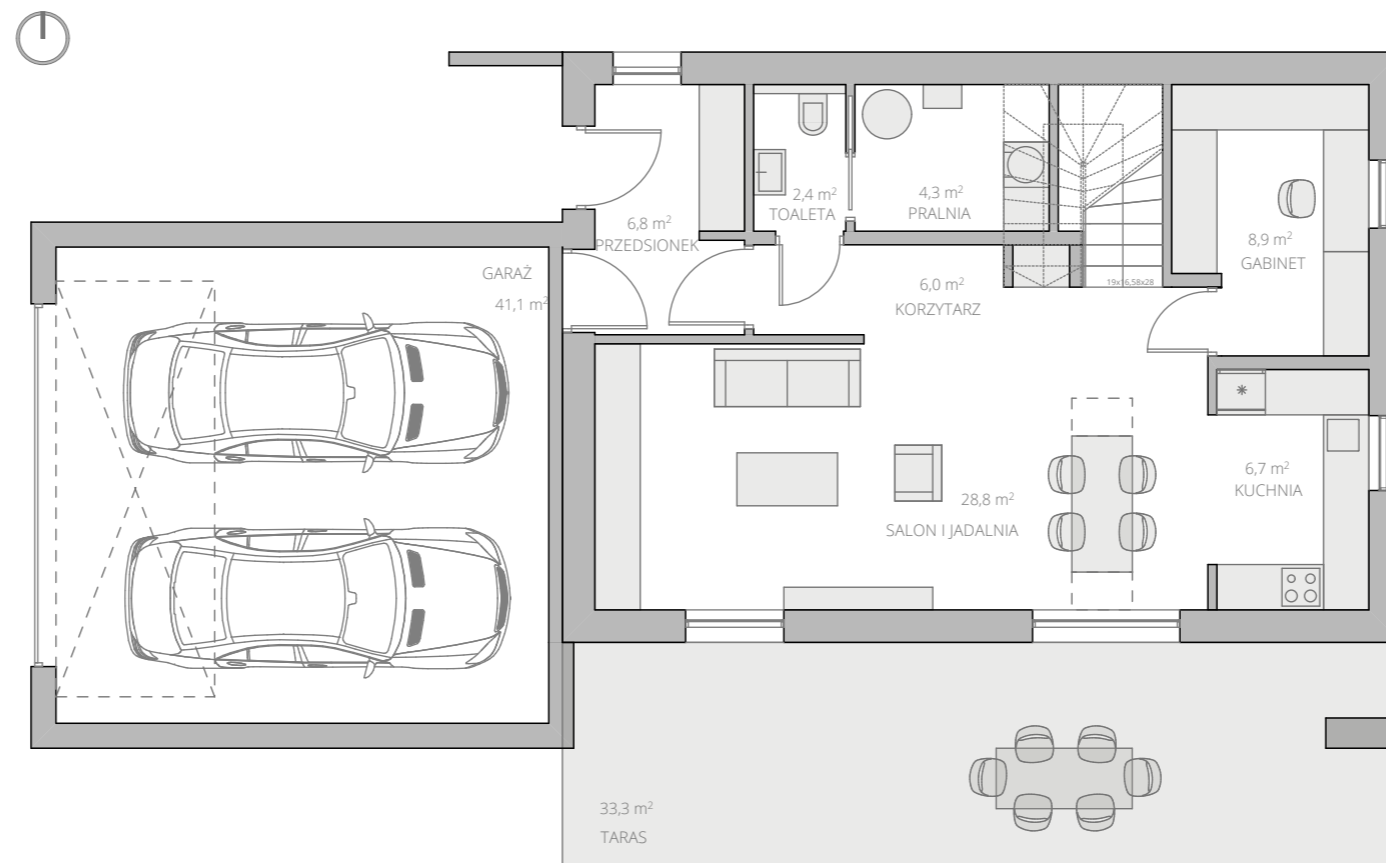 2,4 m²
TOALETA
4,3 m²
PRALNIA
6,8 m²
PRZEDSIONEK
8,9 m²
GABINET
GARAŻ
41,1 m²
6,0 m²
KORZYTARZ
19x16,58x28
6,7 m²
KUCHNIA
28,8 m²
SALON I JADALNIA
33,3 m²
TARAS